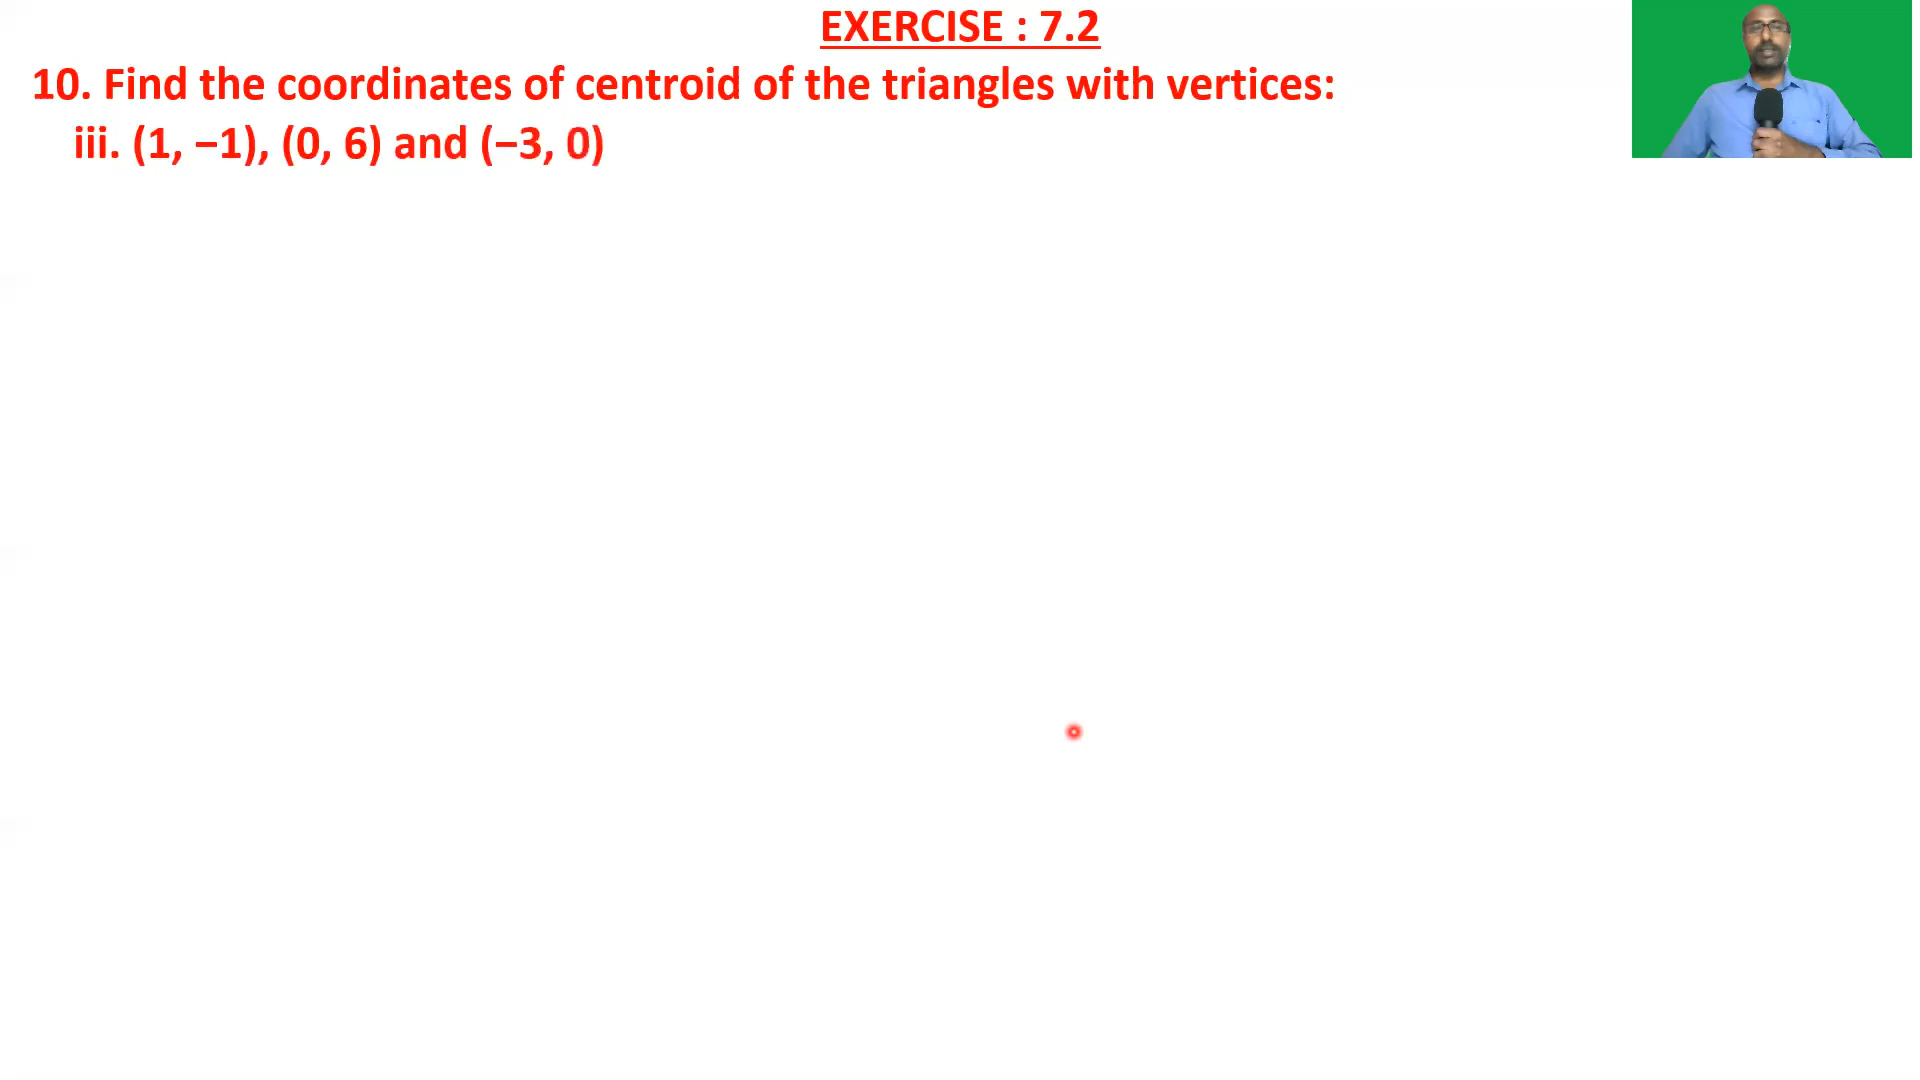 EXERCISE : 7.2
10. Find the coordinates of centroid of the triangles with vertices:
iii. (1, −1), (0, 6) and (−3, 0)